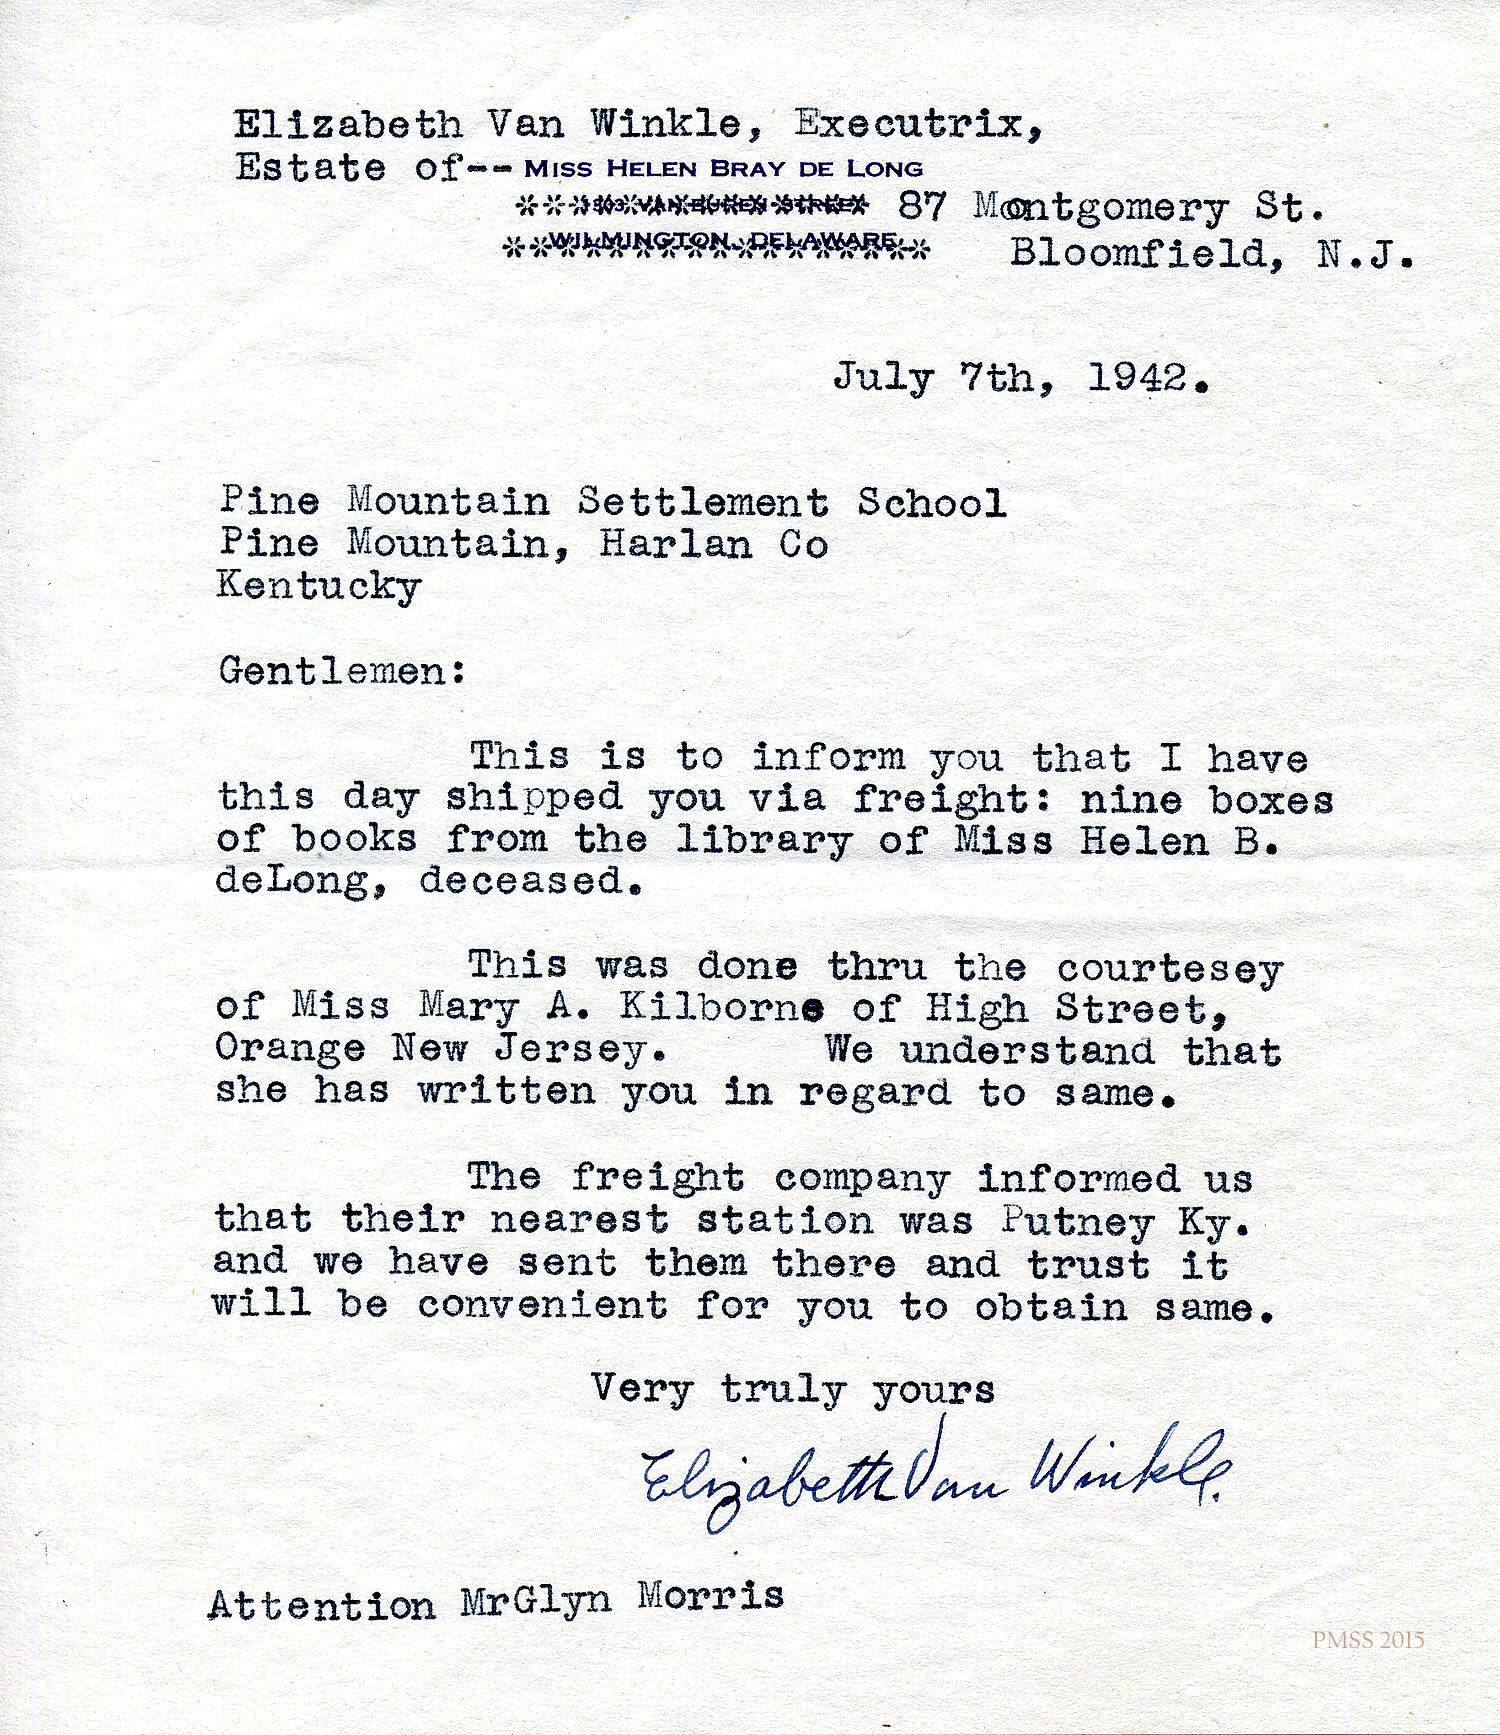 Elizabeth Van Winkle, Executrix,
Estate of-- MISS HELEN BRAY DE LONG
VAN BUREN STREET 87 Montgomery St.
WILMINGTON, DELAWARE Bloomfield, N.J.
July 7th, 1942.
Pine Mountain Settlement School
Pine Mountain, Harlan Co
Kentucky
Gentlemen:
This is to inform you that I have
this day shipped you via freight: nine boxes
of books from the library of Miss Helen B.
deLong, deceased.
This was done thru the courtesey
of Miss Mary A. Kilborne of High Street,
Orange New Jersey. We understand that
she has written you in regard to same.
The freight company informed us
that their nearest station was Putney Ky.
and we have sent them there and trust it
will be convenient for you to obtain same.
Very truly yours
Elizabeth Van Winkle.
Attention MrGlyn Morris
PMSS 2015